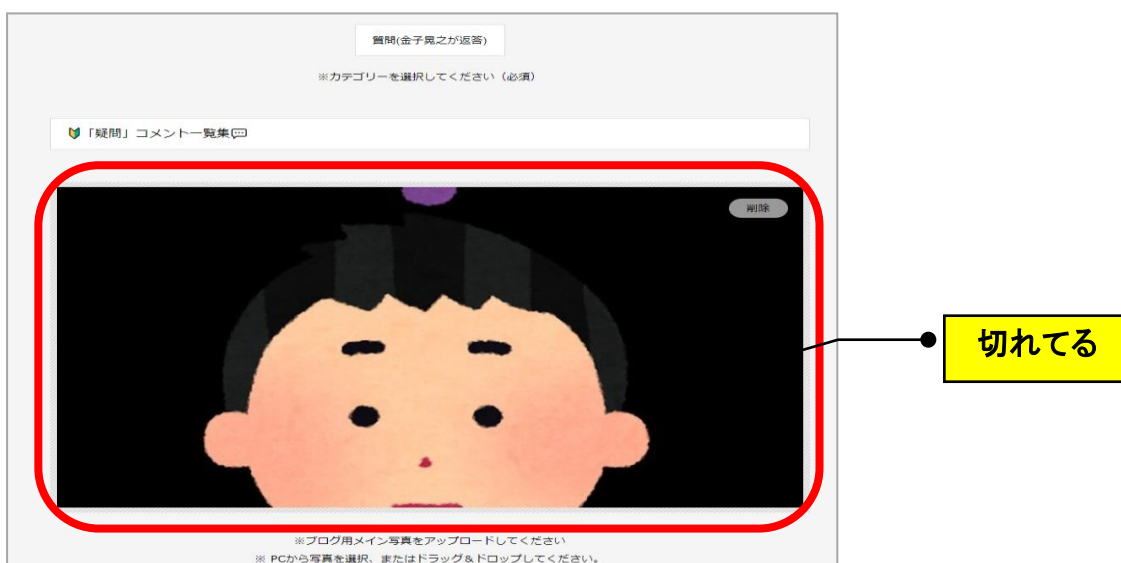 質問(金子晃之が返答)
※カテゴリーを選択してください（必須）
🔰「疑問」コメント一覧集💬
削除
切れてる
※ブログ用メイン写真をアップロードしてください
※ PCから写真を選択、またはドラッグ＆ドロップしてください。